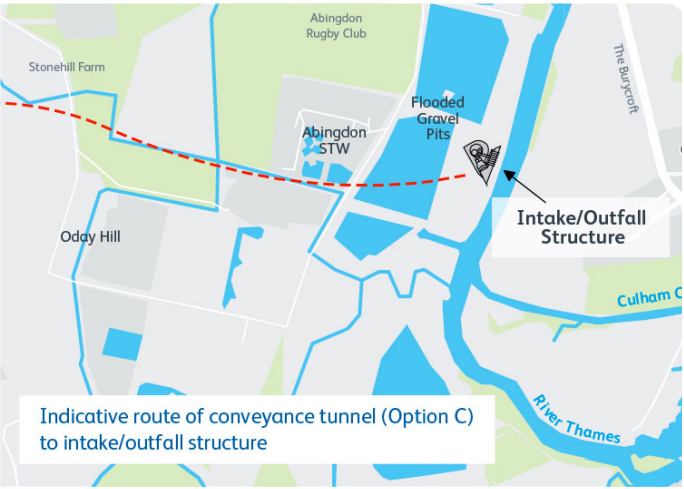 Abingdon
Rugby Club
Stonehill Farm
The Burycroft
Flooded
Gravel
Pits
Abingdon
STW
Intake/Outfall
Structure
Oday Hill
Culham C
River Thames
Indicative route of conveyance tunnel (Option C)
to intake/outfall structure